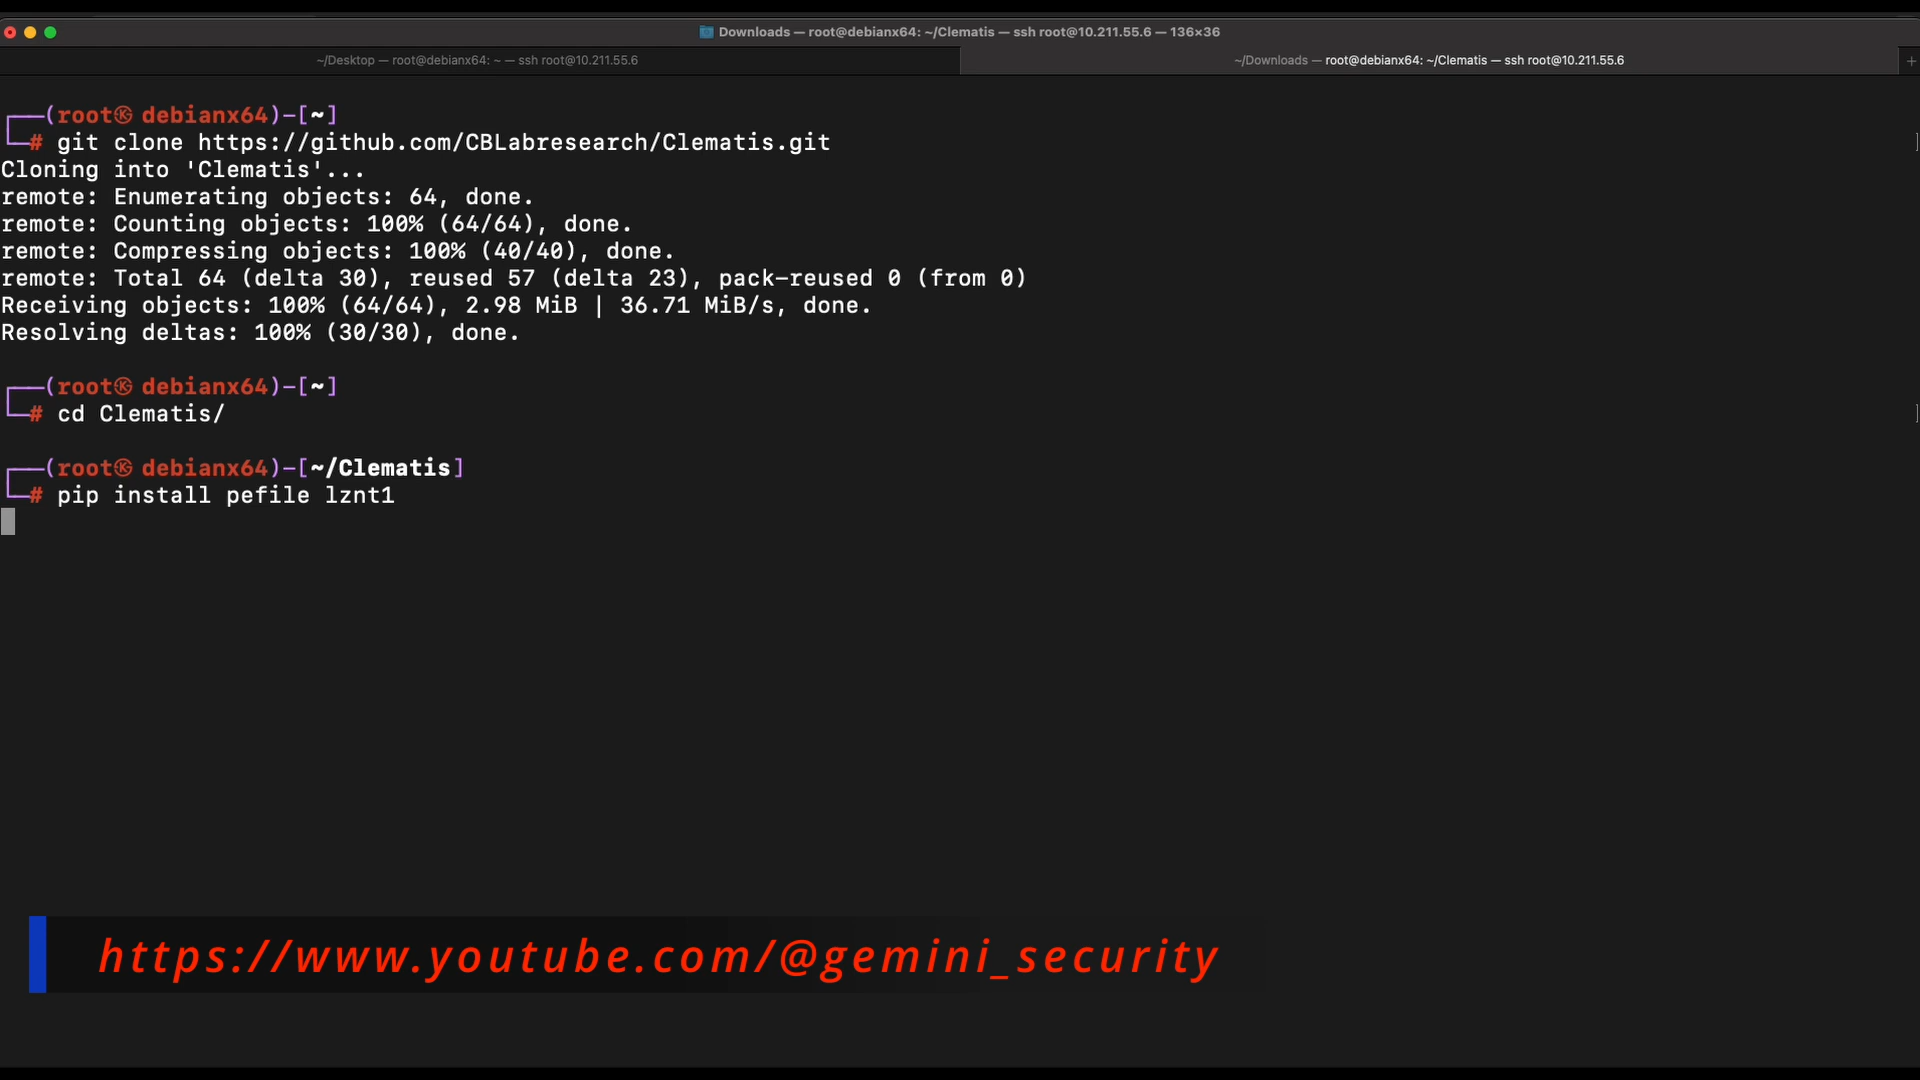 Downloads — root@debianx64: ~/Clematis — ssh root@10.211.55.6 — 136×36
~/Desktop — root@debianx64: ~ — ssh root@10.211.55.6
~/Downloads — root@debianx64: ~/Clematis — ssh root@10.211.55.6
┌──(root㉿ debianx64)-[~]
└─# git clone https://github.com/CBLabresearch/Clematis.git
Cloning into 'Clematis'...
remote: Enumerating objects: 64, done.
remote: Counting objects: 100% (64/64), done.
remote: Compressing objects: 100% (40/40), done.
remote: Total 64 (delta 30), reused 57 (delta 23), pack-reused 0 (from 0)
Receiving objects: 100% (64/64), 2.98 MiB | 36.71 MiB/s, done.
Resolving deltas: 100% (30/30), done.
┌──(root㉿ debianx64)-[~]
└─# cd Clematis/
┌──(root㉿ debianx64)-[~/Clematis]
└─# pip install pefile lznt1
https://www.youtube.com/@gemini_security